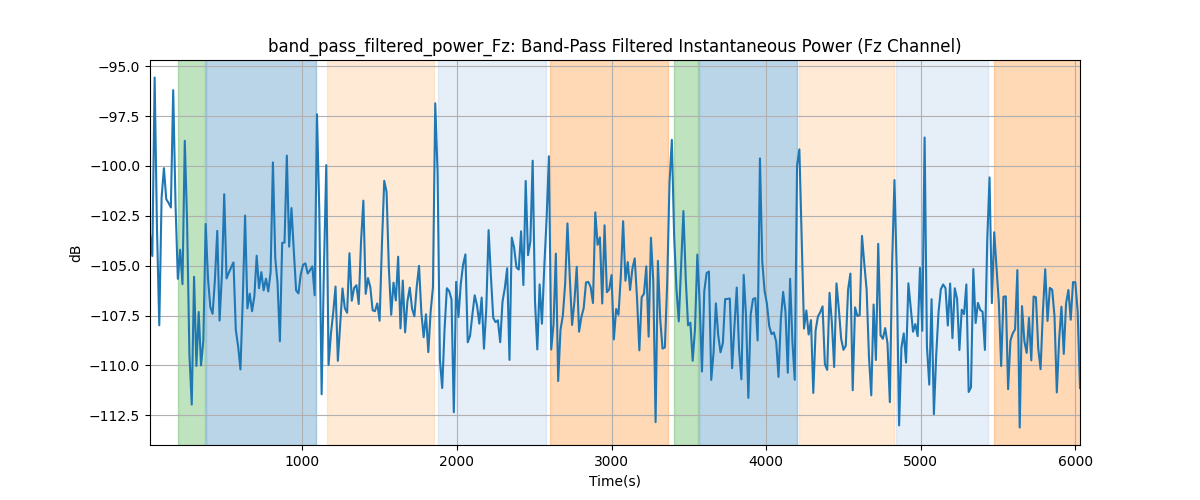 band_pass_filtered_power_Fz: Band-Pass Filtered Instantaneous Power (Fz Channel)
−95.0
−97.5
−100.0
−102.5
−105.0
−107.5
−110.0
−112.5
dB
1000 2000 3000 4000 5000 6000
Time(s)